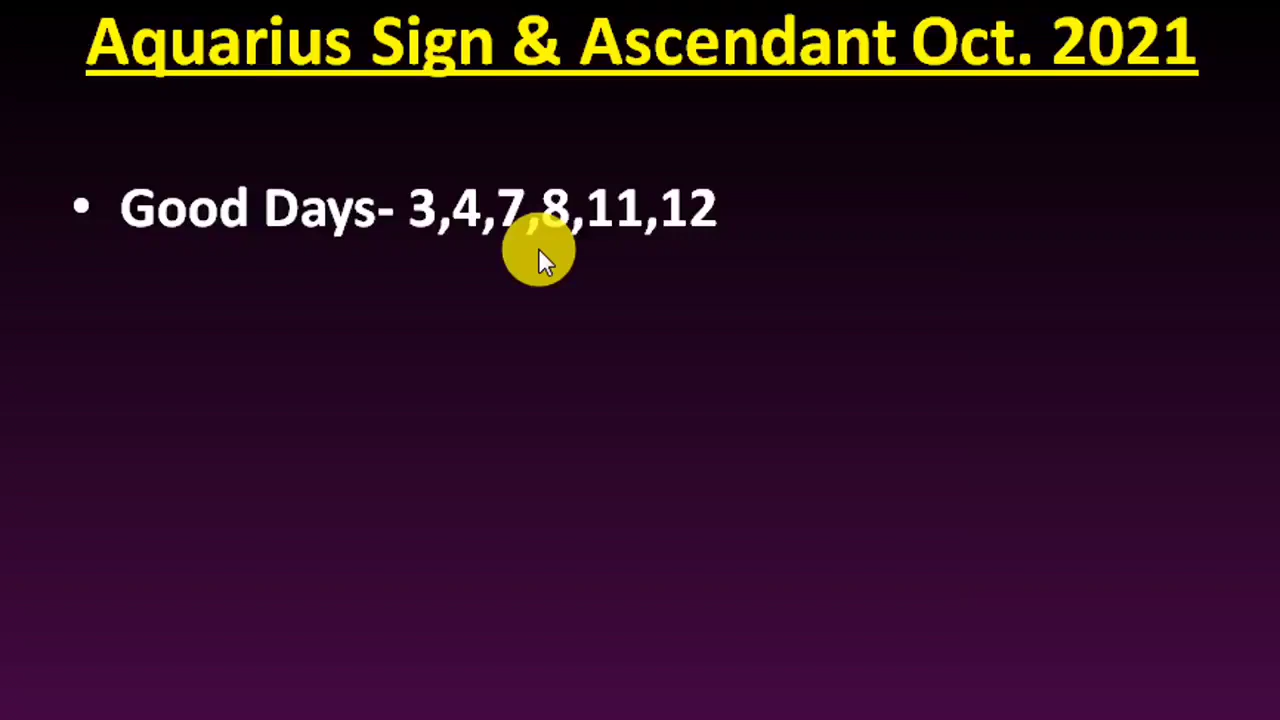 Aquarius Sign & Ascendant Oct. 2021
• Good Days- 3,4,7,8,11,12